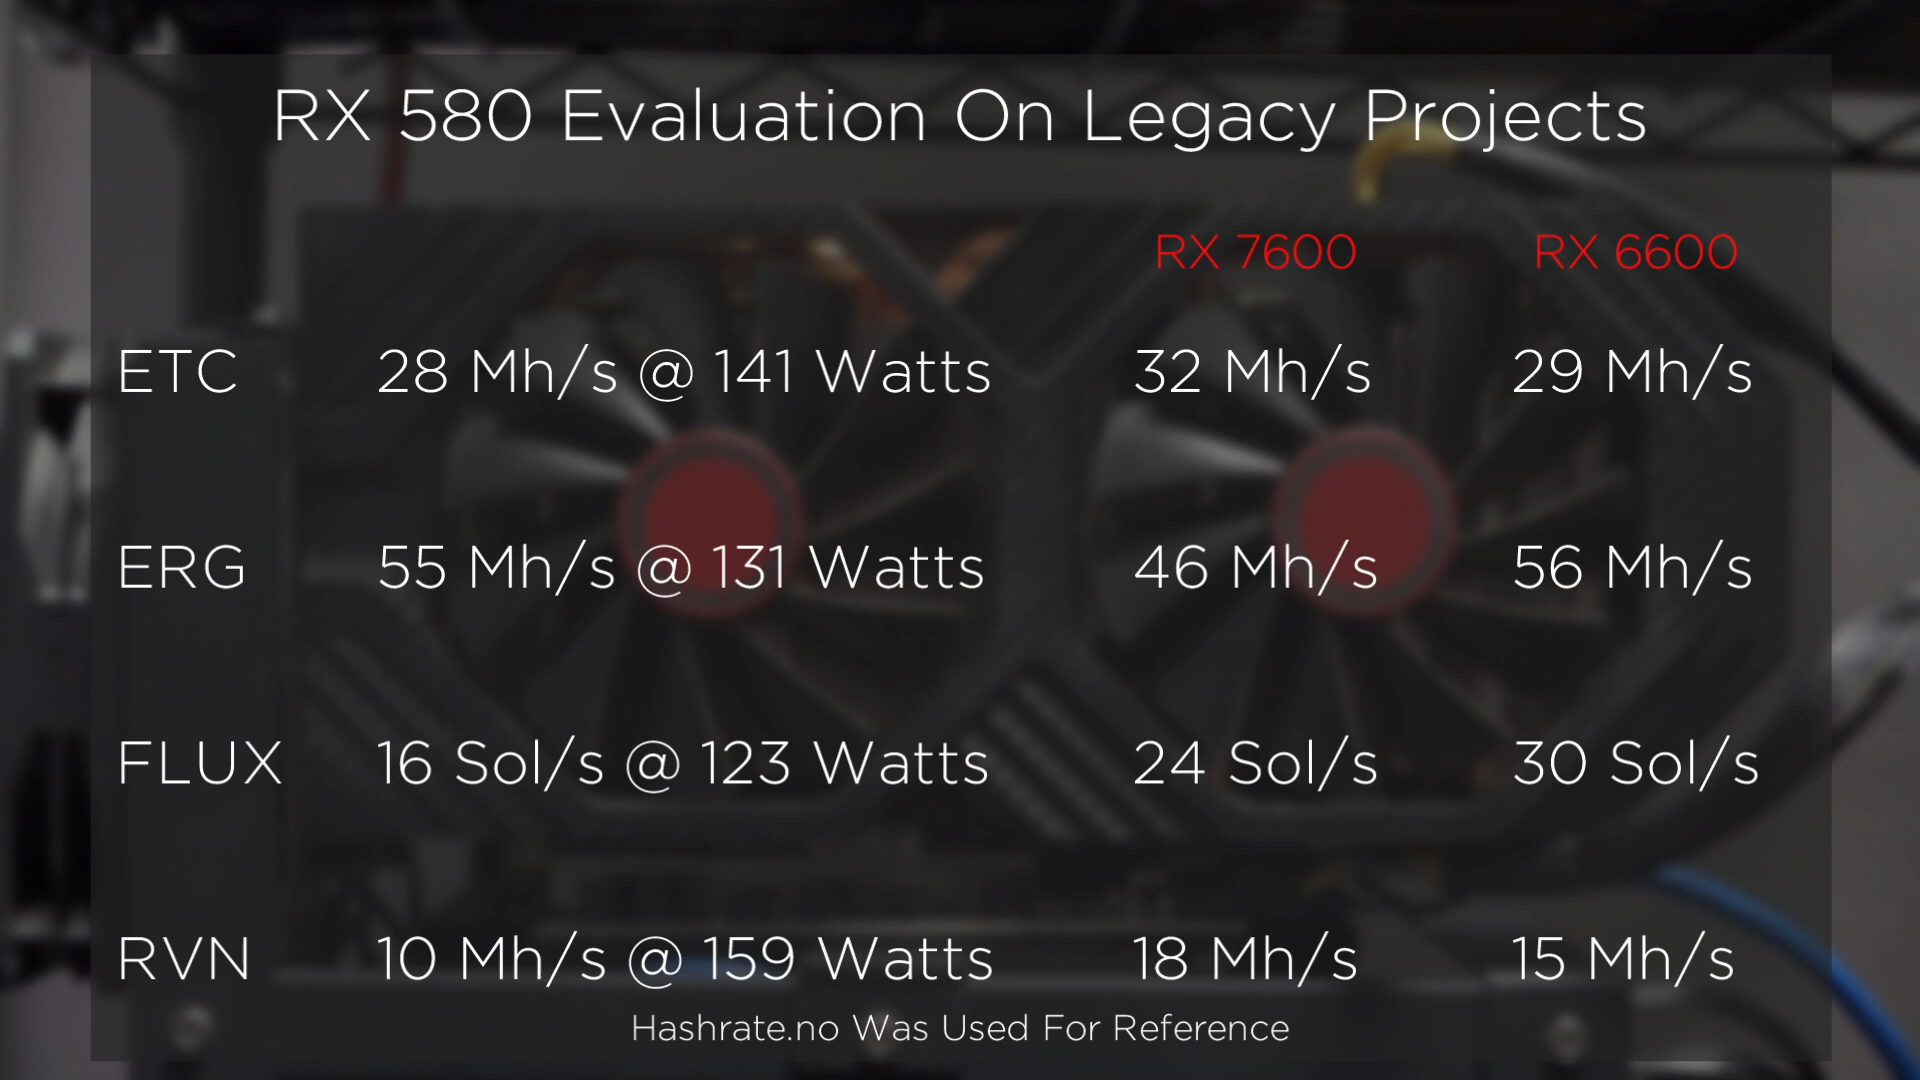 RX 580 Evaluation On Legacy Projects
RX 7600 RX 6600
ETC 28 Mh/s @ 141 Watts 32 Mh/s 29 Mh/s
ERG 55 Mh/s @ 131 Watts 46 Mh/s 56 Mh/s
FLUX 16 Sol/s @ 123 Watts 24 Sol/s 30 Sol/s
RVN 10 Mh/s @ 159 Watts 18 Mh/s 15 Mh/s
Hashrate.no Was Used For Reference